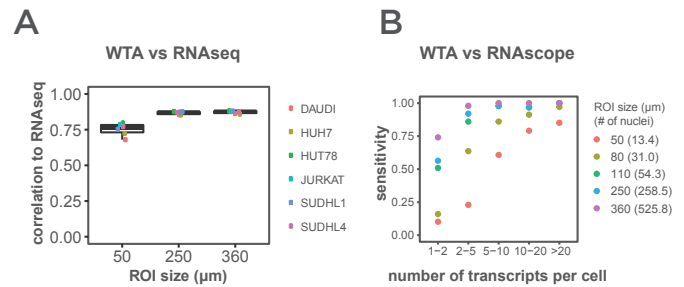 A
WTA vs RNAseq
correlation to RNAseq
1.00
0.75
0.50
0.25
0.00
50
250
360
ROI size (μm)
DAUDI
HUH7
HUT78
JURKAT
SUDHL1
SUDHL4
B
WTA vs RNAscope
sensitivity
1.00
0.75
0.50
0.25
0.00
1−2
2−5
5−10
10−20
>20
number of transcripts per cell
ROI size (μm)
(# of nuclei)
50 (13.4)
80 (31.0)
110 (54.3)
250 (258.5)
360 (525.8)